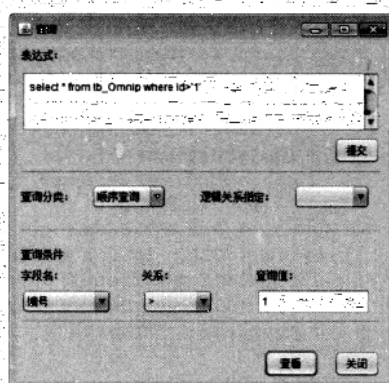 查询
表达式:
select * from tb_Omnip where id>'1'
提交
查询分类: 顺序查询 逻辑关系指定:
查询条件
字段名: 关系: 查询值:
编号 > 1
查看 关闭